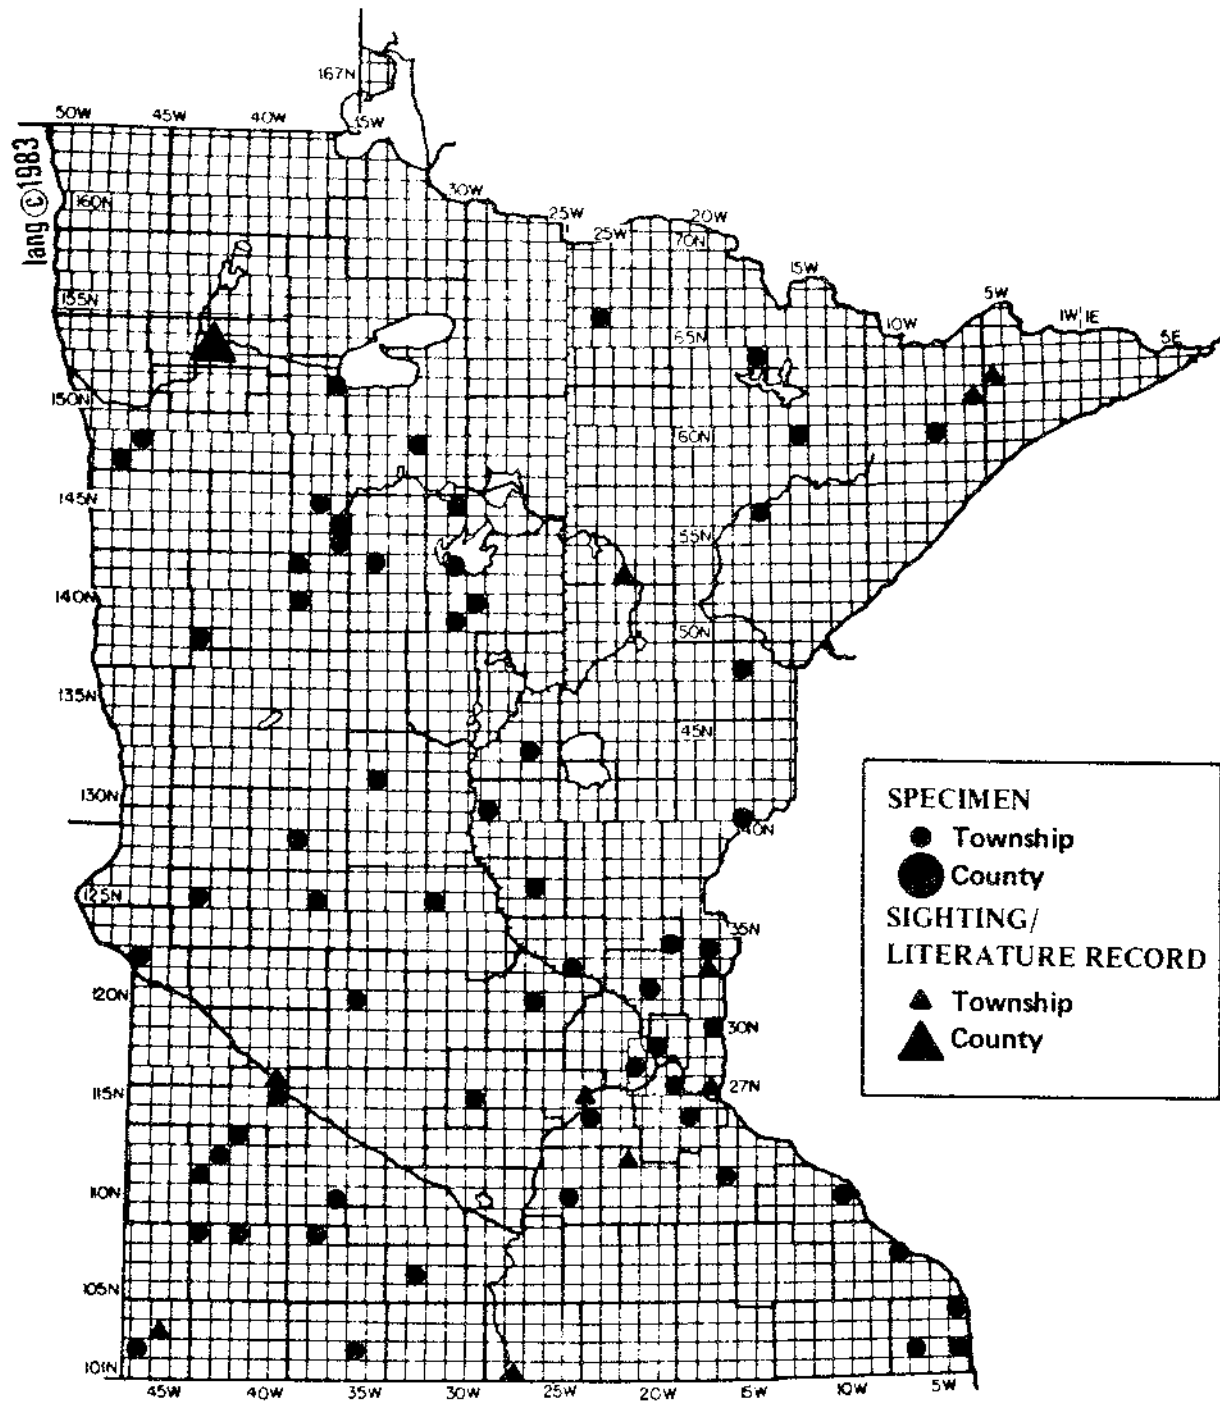 167N
50W 45W 40W 35W
lang ©1983
160N
30W
25W
20W
25W
70N
15W
155N
5W
10W
1W 1E
65N
5E
150N
60N
145N
55N
140N
50N
135N
45N
130N
SPECIMEN
40N
Township
County
125N
SIGHTING/
35N
LITERATURE RECORD
120N
Township
30N
County
115N
27N
110N
105N
101N
45W 40W 35W 30W 25W 20W 15W 10W 5W